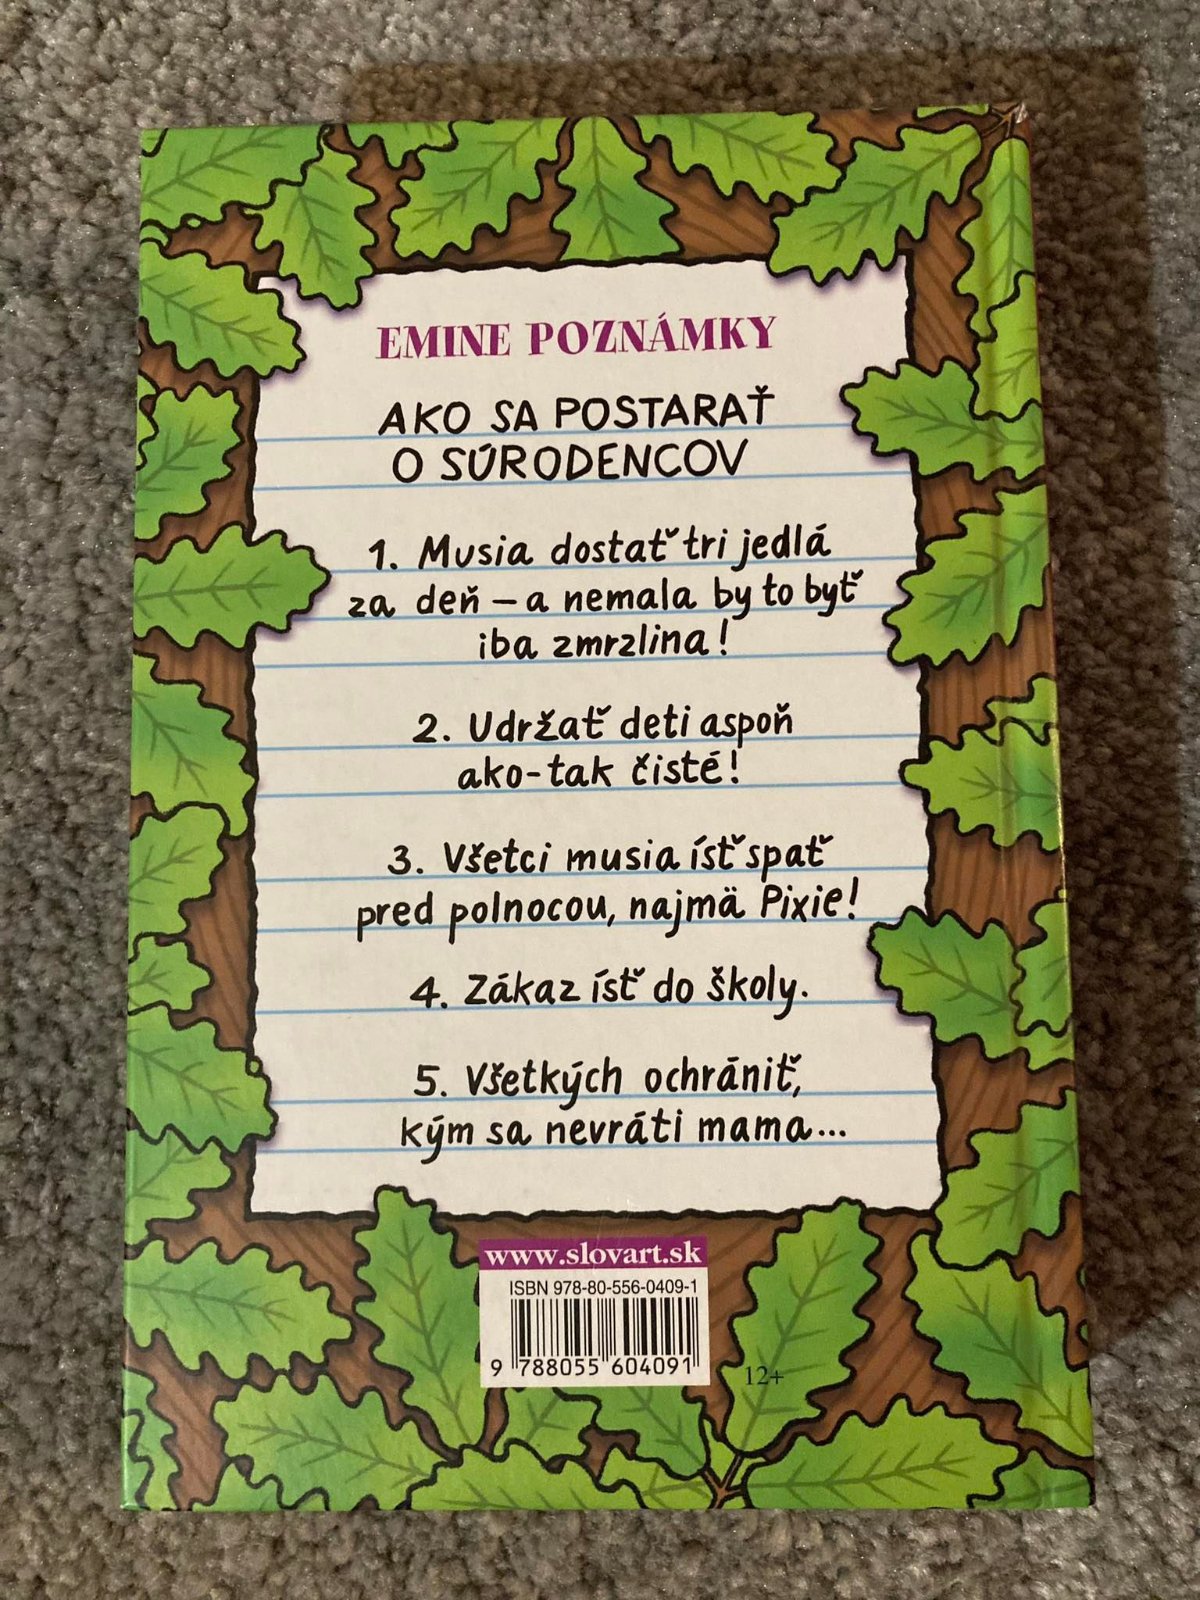 EMINE POZNÁMKY
AKO SA POSTARAŤ
O SÚRODENCOV
1. Musia dostať tri jedlá
za deň – a nemala by to byť
iba zmrzlina!
2. Udržať deti aspoň
ako-tak čisté!
3. Všetci musia ísť spať
pred polnocou, najmä Pixie!
4. Zákaz ísť do školy.
5. Všetkých ochrániť,
kým sa nevráti mama...
www.slovart.sk
ISBN 978-80-556-0409-1
9 788055 604091
12+